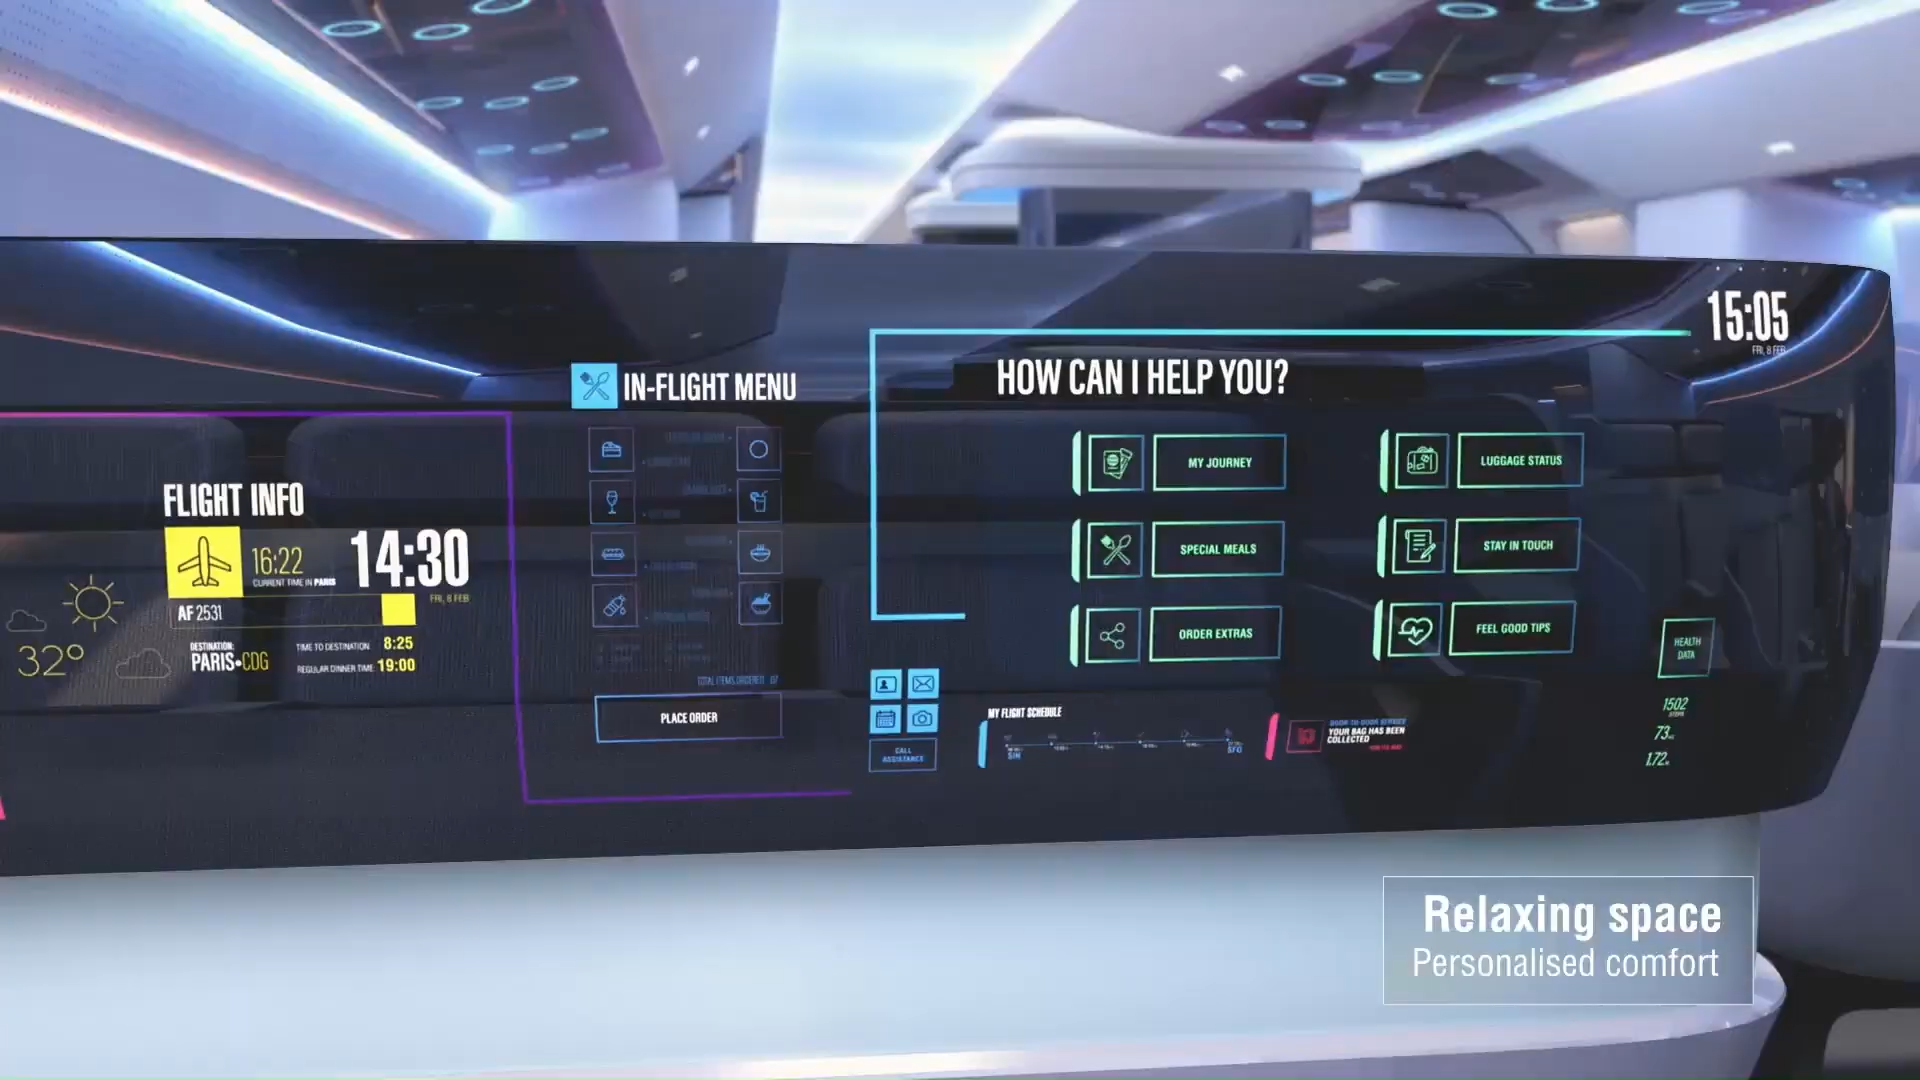 15:05
FRI, 8 FEB
HOW CAN I HELP YOU?
IN-FLIGHT MENU
MY JOURNEY
LUGGAGE STATUS
SPECIAL MEALS
STAY IN TOUCH
ORDER EXTRAS
FEEL GOOD TIPS
FLIGHT INFO
16:22
CURRENT TIME IN PARIS
14:30
FRI, 8 FEB
AF 2531
32°
DESTINATION:
PARIS•CDG
TIME TO DESTINATION: 8:25
REGULAR DINNER TIME: 19:00
TOTAL ITEMS ORDERED 07
PLACE ORDER
CALL
ASSISTANCE
MY FLIGHT SCHEDULE
SIN
SFO
DOOR-TO-DOOR SERVICE
YOUR BAG HAS BEEN
COLLECTED
HEALTH
DATA
1502
STEPS
73
1.72
Relaxing space
Personalised comfort